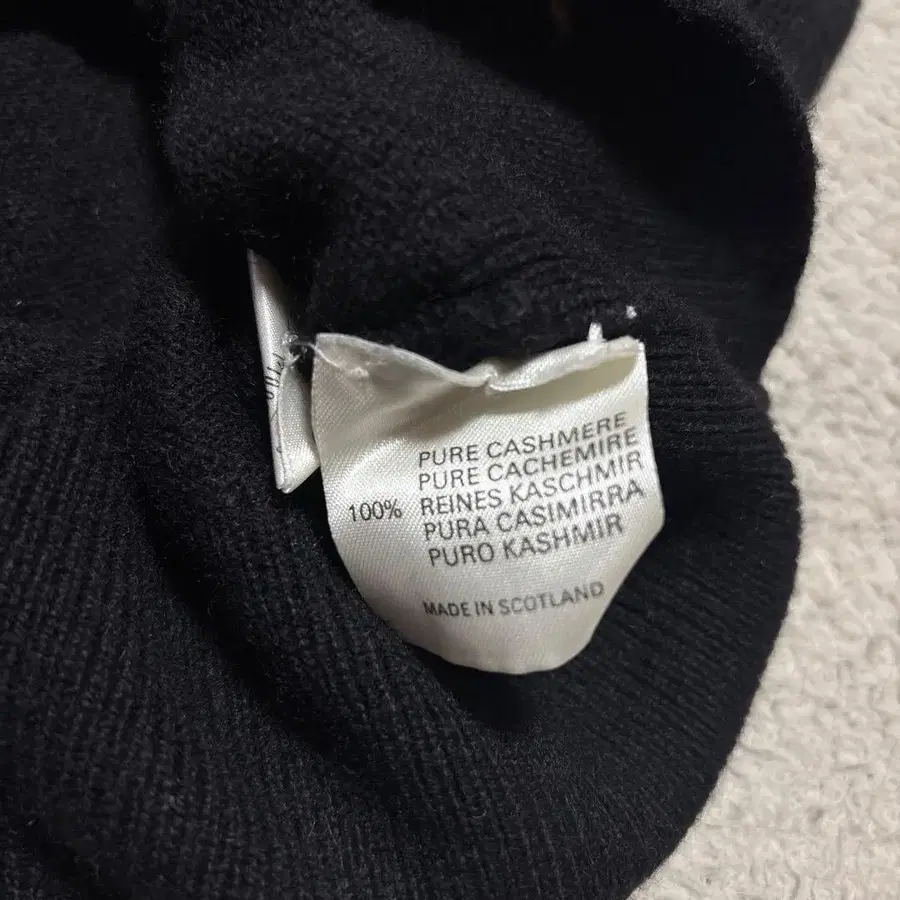 PURE CASHMERE
PURE CACHEMIRE
100% REINES KASCHMIR
PURA CASIMIRRA
PURO KASHMIR
MADE IN SCOTLAND